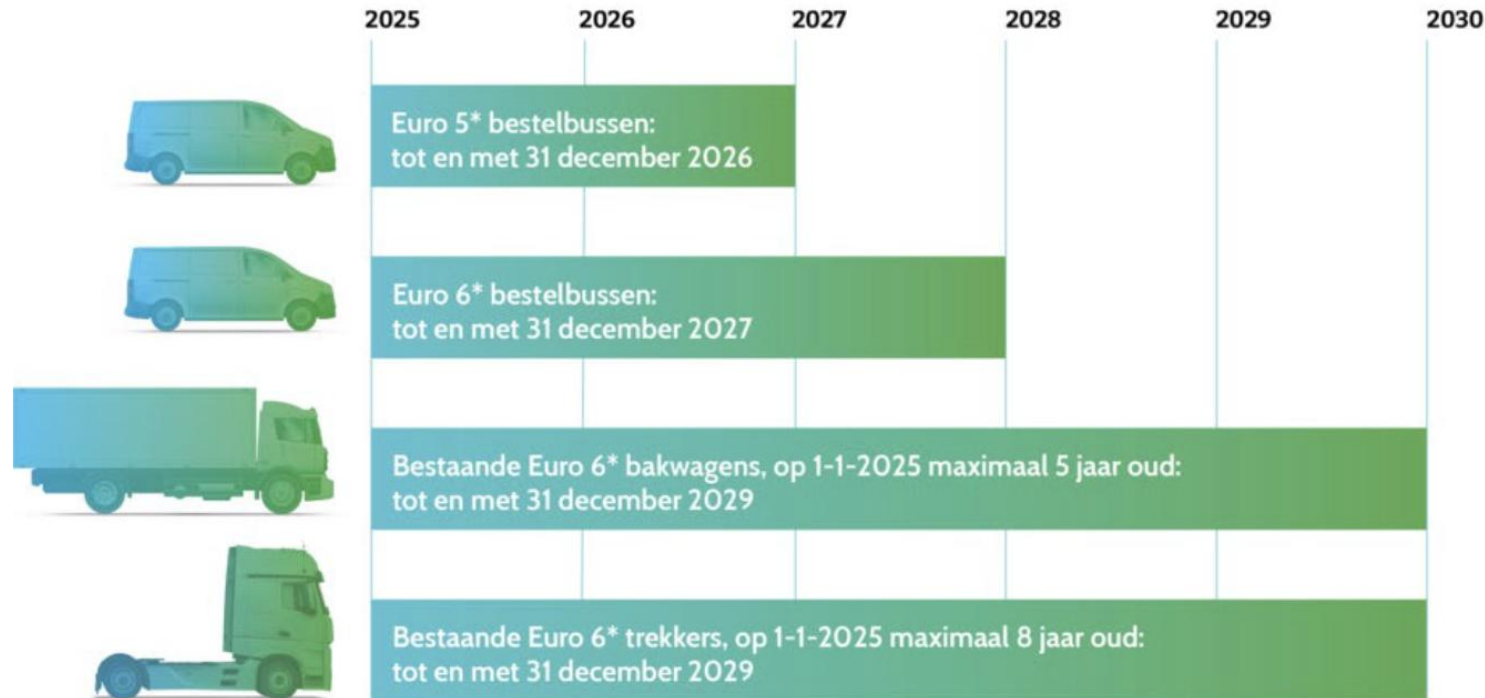 2025 2026 2027 2028 2029 2030
Euro 5* bestelbussen:
tot en met 31 december 2026
Euro 6* bestelbussen:
tot en met 31 december 2027
Bestaande Euro 6* bakwagens, op 1-1-2025 maximaal 5 jaar oud:
tot en met 31 december 2029
Bestaande Euro 6* trekkers, op 1-1-2025 maximaal 8 jaar oud:
tot en met 31 december 2029